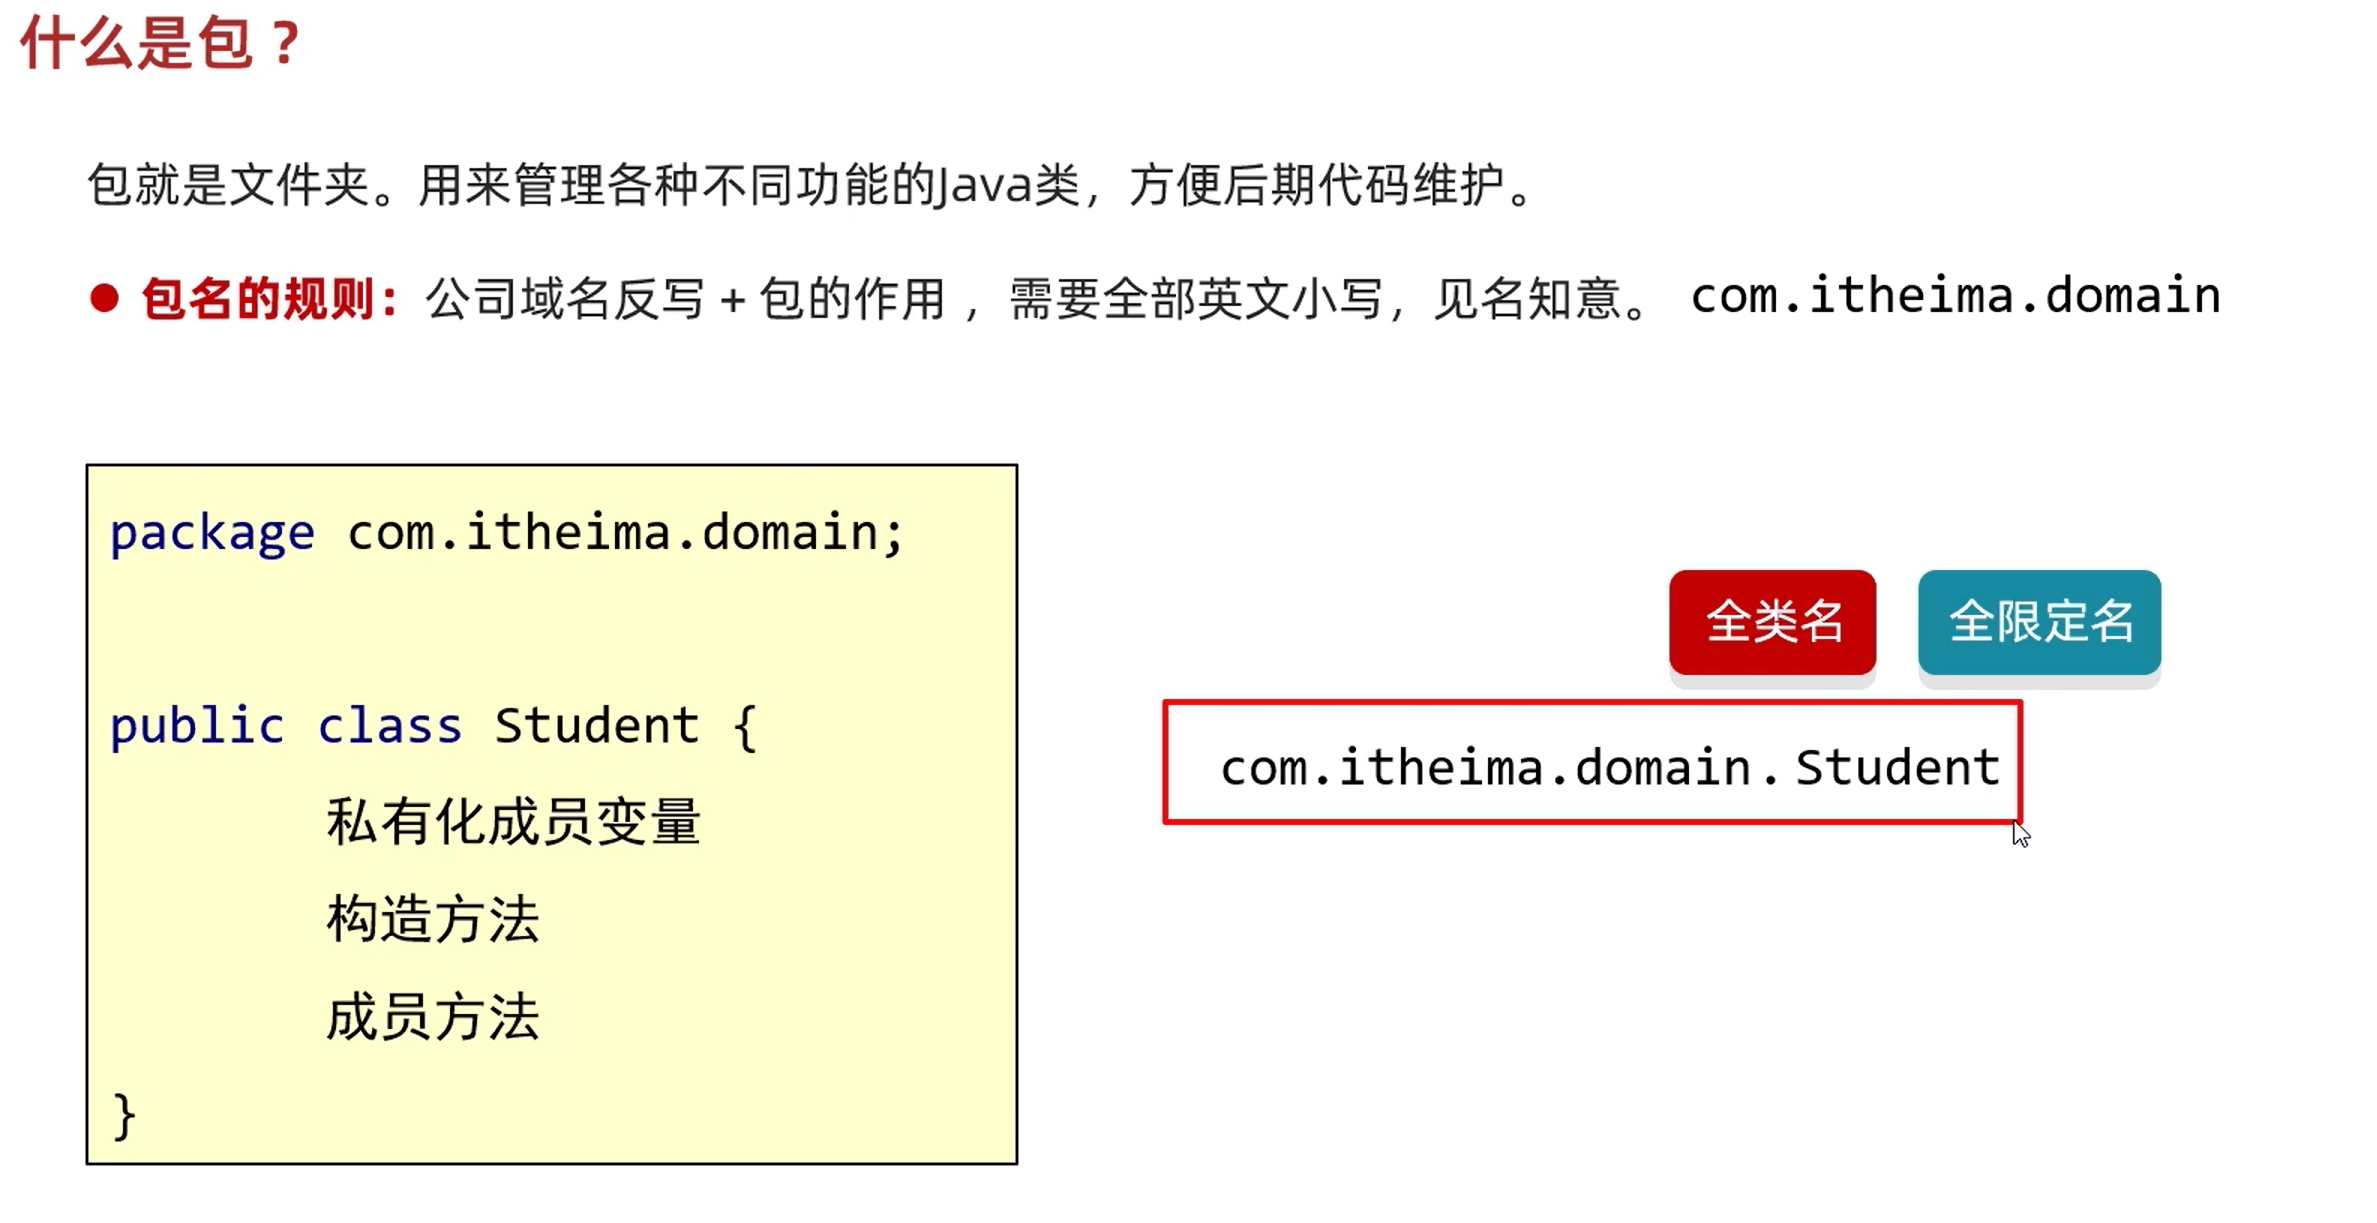 什么是包？
包就是文件夹。用来管理各种不同功能的Java类，方便后期代码维护。
● 包名的规则：公司域名反写 + 包的作用 ，需要全部英文小写，见名知意。 com.itheima.domain
package com.itheima.domain;
public class Student {
私有化成员变量
构造方法
成员方法
}
全类名 全限定名
com.itheima.domain.Student